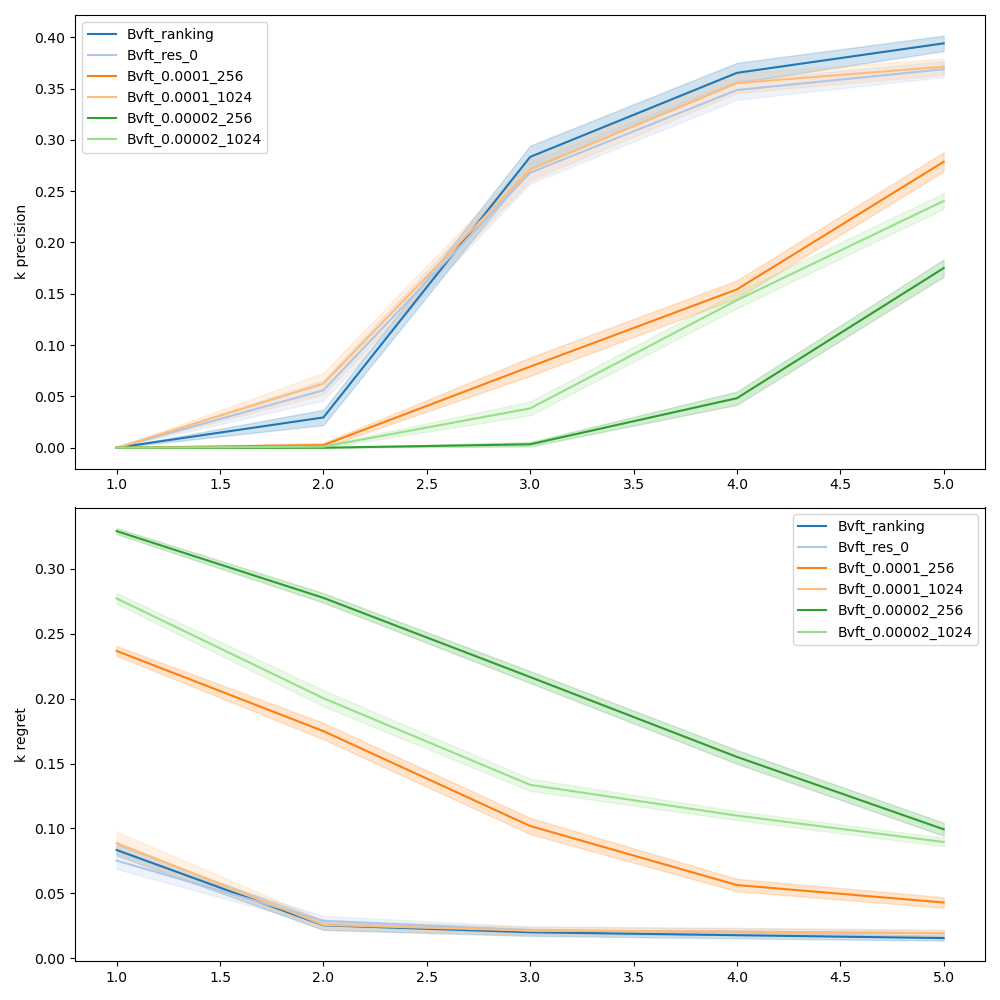 k precision
0.40
0.35
0.30
0.25
0.20
0.15
0.10
0.05
0.00
Bvft_ranking
Bvft_res_0
Bvft_0.0001_256
Bvft_0.0001_1024
Bvft_0.00002_256
Bvft_0.00002_1024
1.0 1.5 2.0 2.5 3.0 3.5 4.0 4.5 5.0
k regret
0.30
0.25
0.20
0.15
0.10
0.05
0.00
Bvft_ranking
Bvft_res_0
Bvft_0.0001_256
Bvft_0.0001_1024
Bvft_0.00002_256
Bvft_0.00002_1024
1.0 1.5 2.0 2.5 3.0 3.5 4.0 4.5 5.0